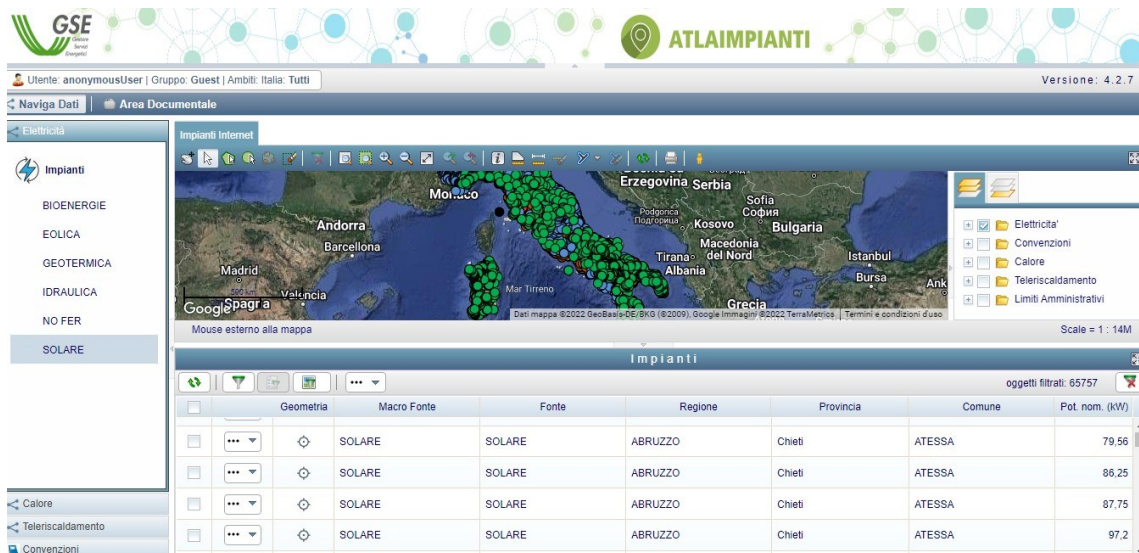 GSE
Gestore
Servizi
Energetici
ATLAIMPIANTI
Utente: anonymousUser | Gruppo: Guest | Ambiti: Italia: Tutti
Versione: 4.2.7
Naviga Dati
Area Documentale
Elettricità
Impianti Internet
Impianti
BIOENERGIE
EOLICA
GEOTERMICA
IDRAULICA
NO FER
SOLARE
Monaco
Erzegovina
Serbia
Sofia
София
Podgorica
Подгорица
Kosovo
Bulgaria
Andorra
Barcellona
Macedonia
del Nord
Tirana
Albania
Istanbul
Bursa
Ank
Madrid
Valencia
Mar Tirreno
Grecia
Google
Spagna
Dati mappa ©2022 GeoBasis-DE/BKG (©2009), Google Immagini ©2022 TerraMetrics
Termini e condizioni d'uso
Elettricita'
Convenzioni
Calore
Teleriscaldamento
Limiti Amministrativi
Mouse esterno alla mappa
Scale = 1 : 14M
Impianti
oggetti filtrati: 65757
Geometria Macro Fonte Fonte Regione Provincia Comune Pot. nom. (kW)
SOLARE SOLARE ABRUZZO Chieti ATESSA 79,56
SOLARE SOLARE ABRUZZO Chieti ATESSA 86,25
SOLARE SOLARE ABRUZZO Chieti ATESSA 87,75
SOLARE SOLARE ABRUZZO Chieti ATESSA 97,2
Calore
Teleriscaldamento
Convenzioni